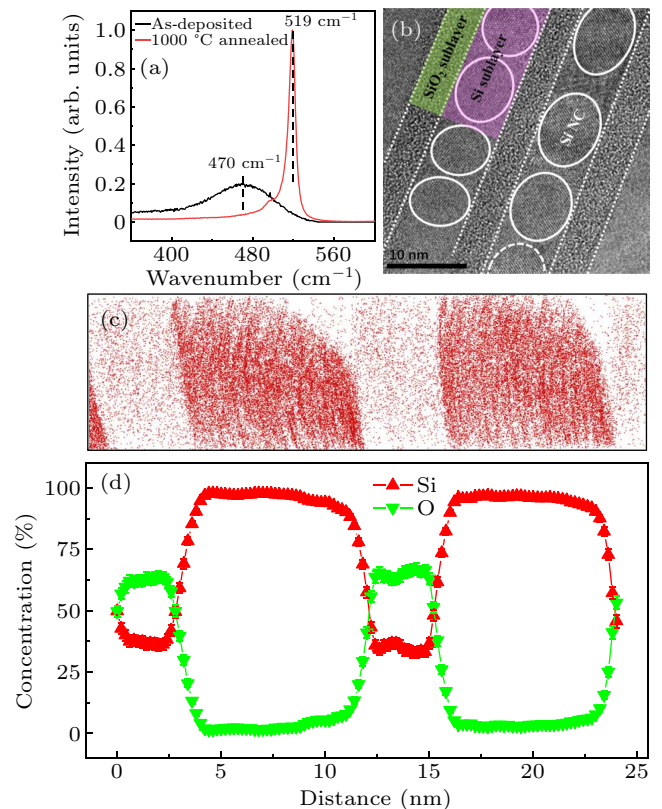 As-deposited
1000 °C annealed
519 cm−1
(a)
470 cm−1
1.0
0.8
0.6
0.4
0.2
0
400
480
560
Intensity (arb. units)
Wavenumber (cm−1)
(b)
SiO2 sublayer
Si sublayer
Si NC
10 nm
(c)
(d)
Si
O
100
75
50
25
0
0
5
10
15
20
25
Concentration (%)
Distance (nm)